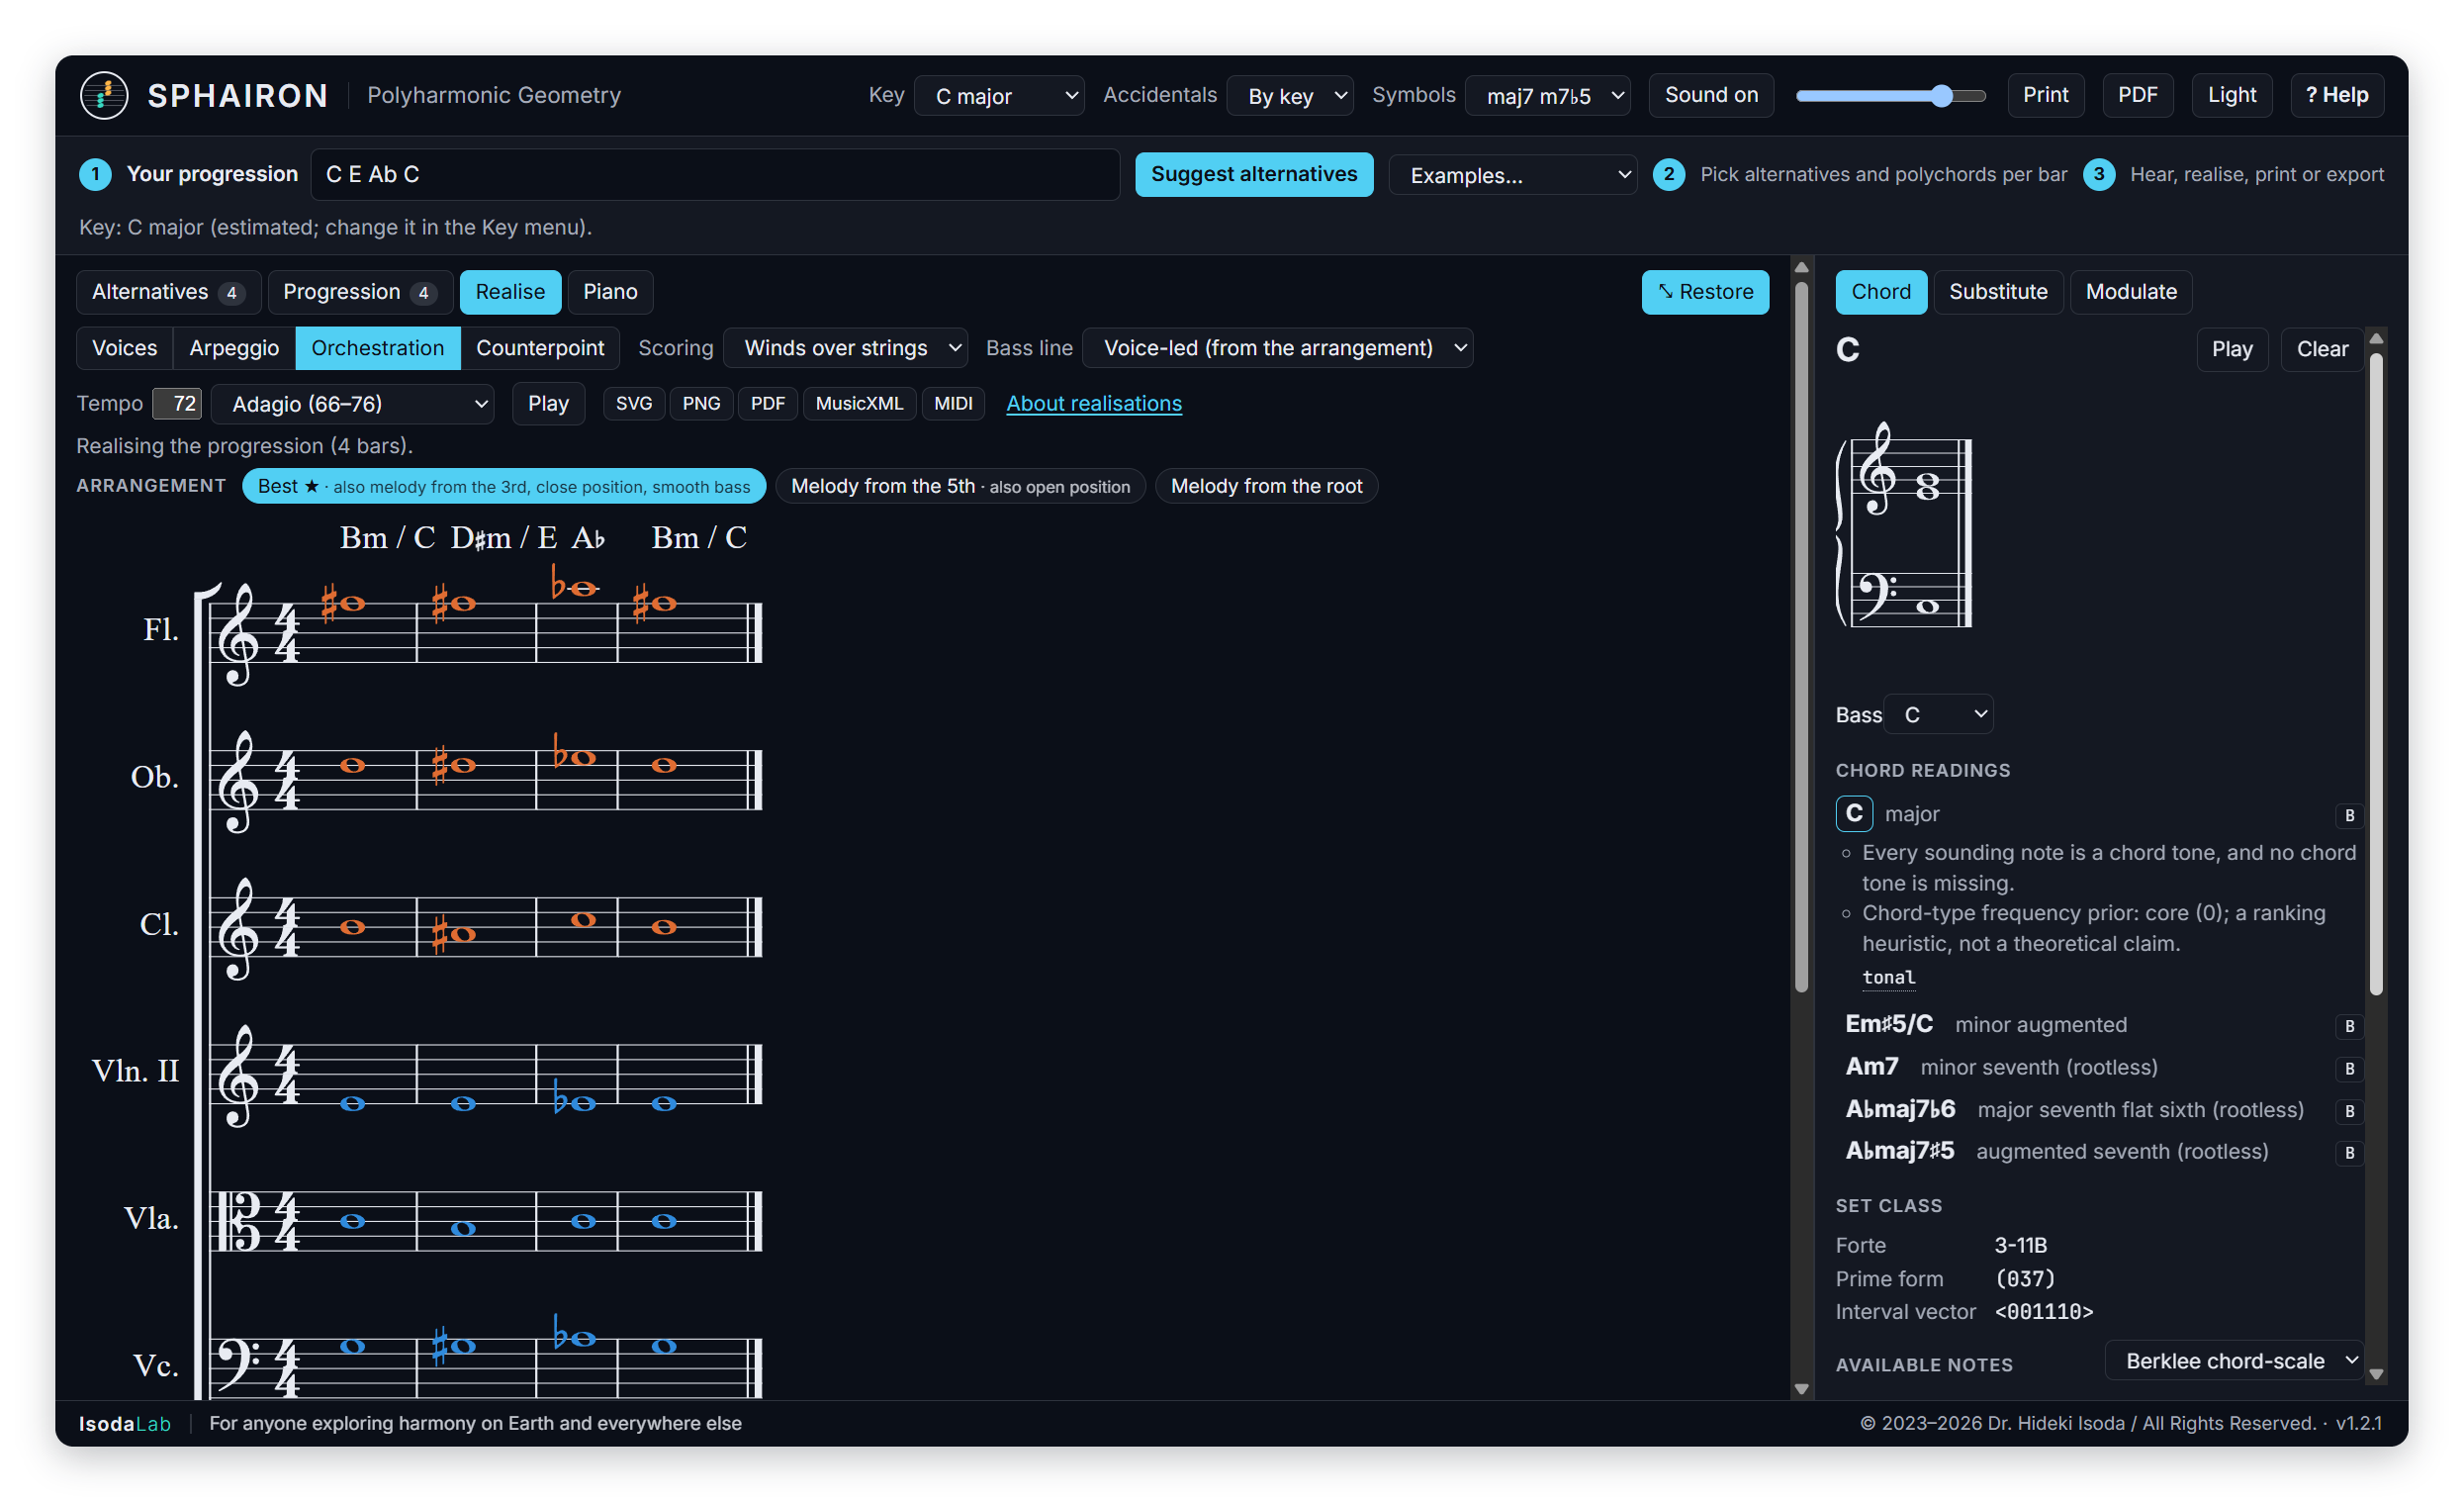 SPHAIRON | Polyharmonic Geometry Key C major Accidentals By key Symbols maj7 m7♭5 Sound on Print PDF Light ? Help
1 Your progression C E Ab C Suggest alternatives Examples... 2 Pick alternatives and polychords per bar 3 Hear, realise, print or export
Key: C major (estimated; change it in the Key menu).
Alternatives 4 Progression 4 Realise Piano ⤡ Restore
Voices Arpeggio Orchestration Counterpoint Scoring Winds over strings Bass line Voice-led (from the arrangement)
Tempo 72 Adagio (66–76) Play SVG PNG PDF MusicXML MIDI About realisations
Realising the progression (4 bars).
ARRANGEMENT Best ★ · also melody from the 3rd, close position, smooth bass Melody from the 5th · also open position Melody from the root
Bm / C D♯m / E A♭ Bm / C
Fl.
Ob.
Cl.
Vln. II
Vla.
Vc.
Chord Substitute Modulate
C Play Clear
Bass C
CHORD READINGS
C major B
Every sounding note is a chord tone, and no chord
tone is missing.
Chord-type frequency prior: core (0); a ranking
heuristic, not a theoretical claim.
tonal
Em♯5/C minor augmented B
Am7 minor seventh (rootless) B
A♭maj7♭6 major seventh flat sixth (rootless) B
A♭maj7♯5 augmented seventh (rootless) B
SET CLASS
Forte 3-11B
Prime form (037)
Interval vector <001110>
AVAILABLE NOTES Berklee chord-scale
IsodaLab | For anyone exploring harmony on Earth and everywhere else © 2023–2026 Dr. Hideki Isoda / All Rights Reserved. · v1.2.1